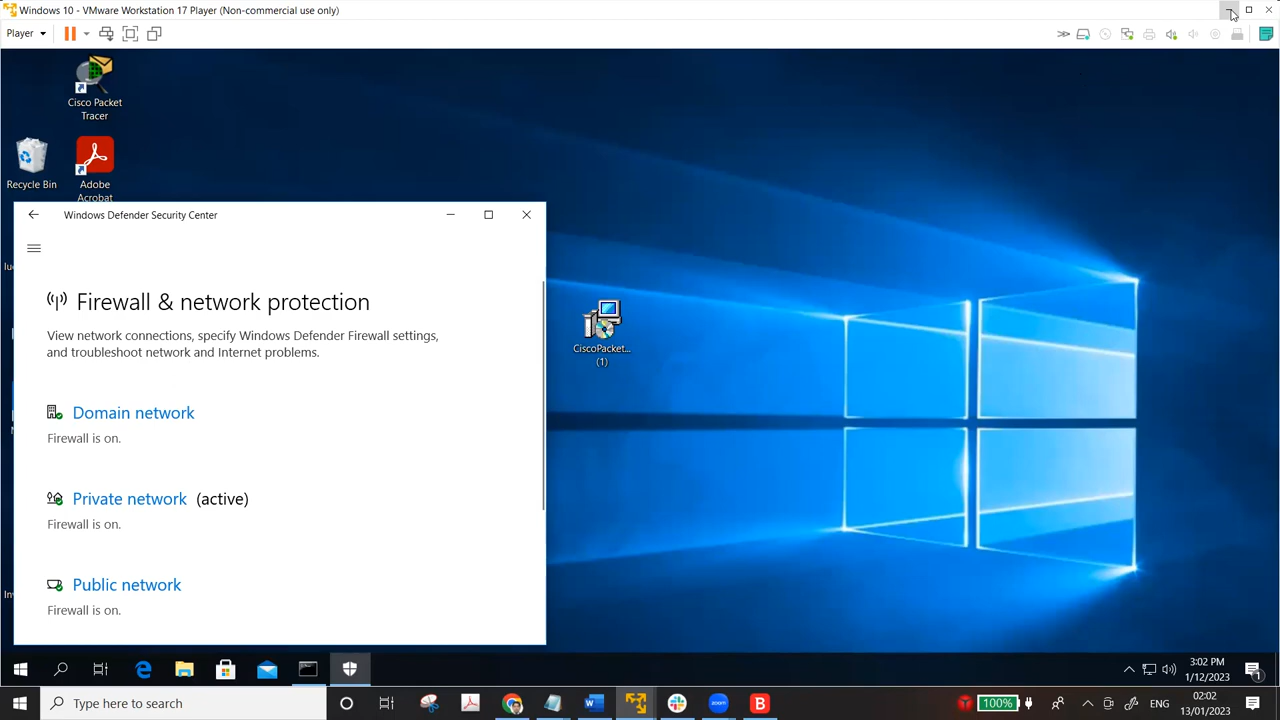 Windows 10 - VMware Workstation 17 Player (Non-commercial use only)
Player
Cisco Packet
Tracer
Recycle Bin
Adobe
Acrobat
Windows Defender Security Center
Firewall & network protection
View network connections, specify Windows Defender Firewall settings,
and troubleshoot network and Internet problems.
Domain network
Firewall is on.
Private network (active)
Firewall is on.
Public network
Firewall is on.
CiscoPacket...
(1)
3:02 PM
1/12/2023
1
Type here to search
W
B
zoom
100%
ENG
02:02
13/01/2023